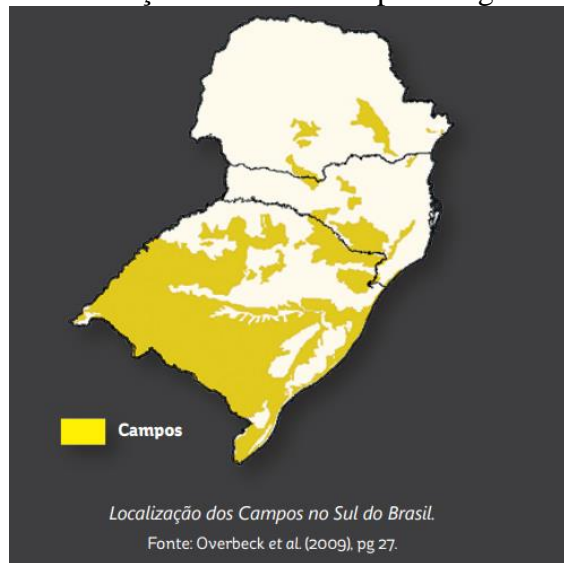 Campos
Localização dos Campos no Sul do Brasil.
Fonte: Overbeck et al. (2009), pg 27.